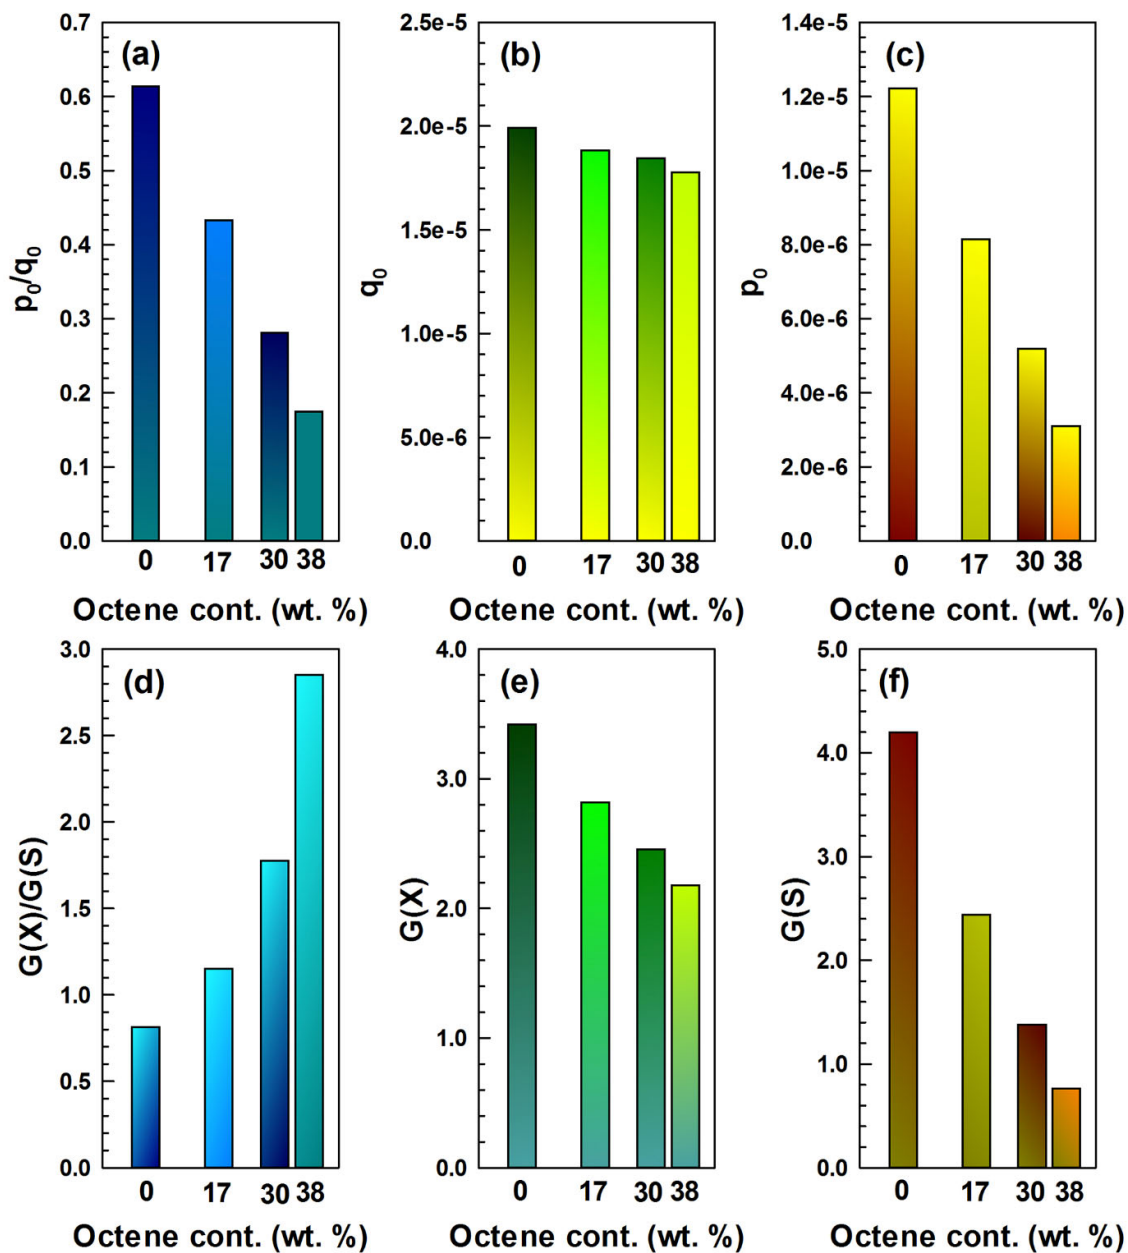 (a)
p0/q0
0.7
0.6
0.5
0.4
0.3
0.2
0.1
0.0
0 17 30 38
Octene cont. (wt. %)
(b)
q0
2.5e-5
2.0e-5
1.5e-5
1.0e-5
5.0e-6
0.0
0 17 30 38
Octene cont. (wt. %)
(c)
p0
1.4e-5
1.2e-5
1.0e-5
8.0e-6
6.0e-6
4.0e-6
2.0e-6
0.0
0 17 30 38
Octene cont. (wt. %)
(d)
G(X)/G(S)
3.0
2.5
2.0
1.5
1.0
0.5
0.0
0 17 30 38
Octene cont. (wt. %)
(e)
G(X)
4.0
3.0
2.0
1.0
0.0
0 17 30 38
Octene cont. (wt. %)
(f)
G(S)
5.0
4.0
3.0
2.0
1.0
0.0
0 17 30 38
Octene cont. (wt. %)